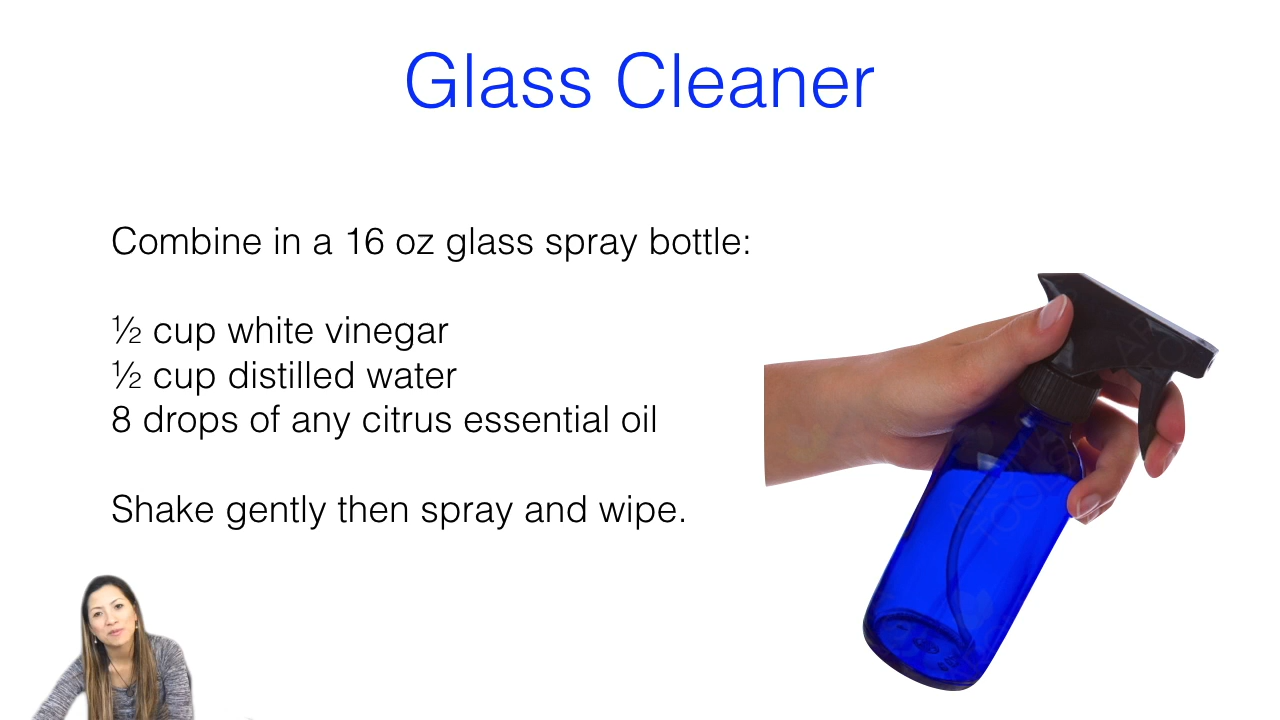 Glass Cleaner
Combine in a 16 oz glass spray bottle:
½ cup white vinegar
½ cup distilled water
8 drops of any citrus essential oil
Shake gently then spray and wipe.